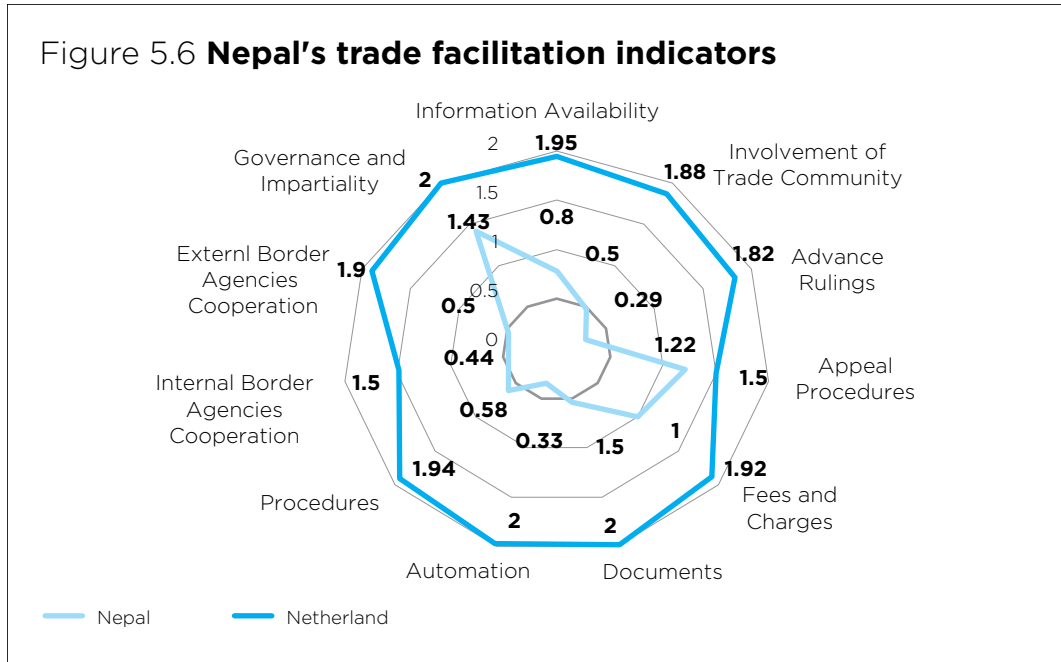 Figure 5.6 Nepal's trade facilitation indicators
Information Availability
2
1.95
Governance and
Impartiality
2
1.88
Involvement of
Trade Community
1.5
1.43
0.8
1
Externl Border
Agencies
Cooperation
1.9
0.5
1.82
Advance
Rulings
0.5
0.5
0.29
0
0.44
1.22
Internal Border
Agencies
Cooperation
1.5
1.5
Appeal
Procedures
0.58
0.33
1.5
1
Procedures
1.94
1.92
Fees and
Charges
2
2
Automation
Documents
Nepal
Netherland